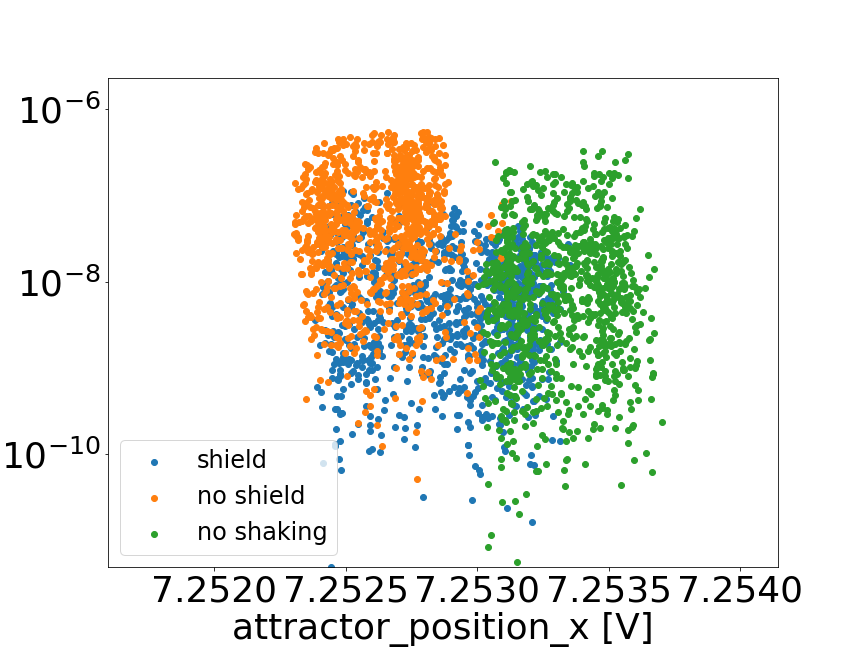 10^-6
10^-8
10^-10
shield
no shield
no shaking
7.2520 7.2525 7.2530 7.2535 7.2540
attractor_position_x [V]